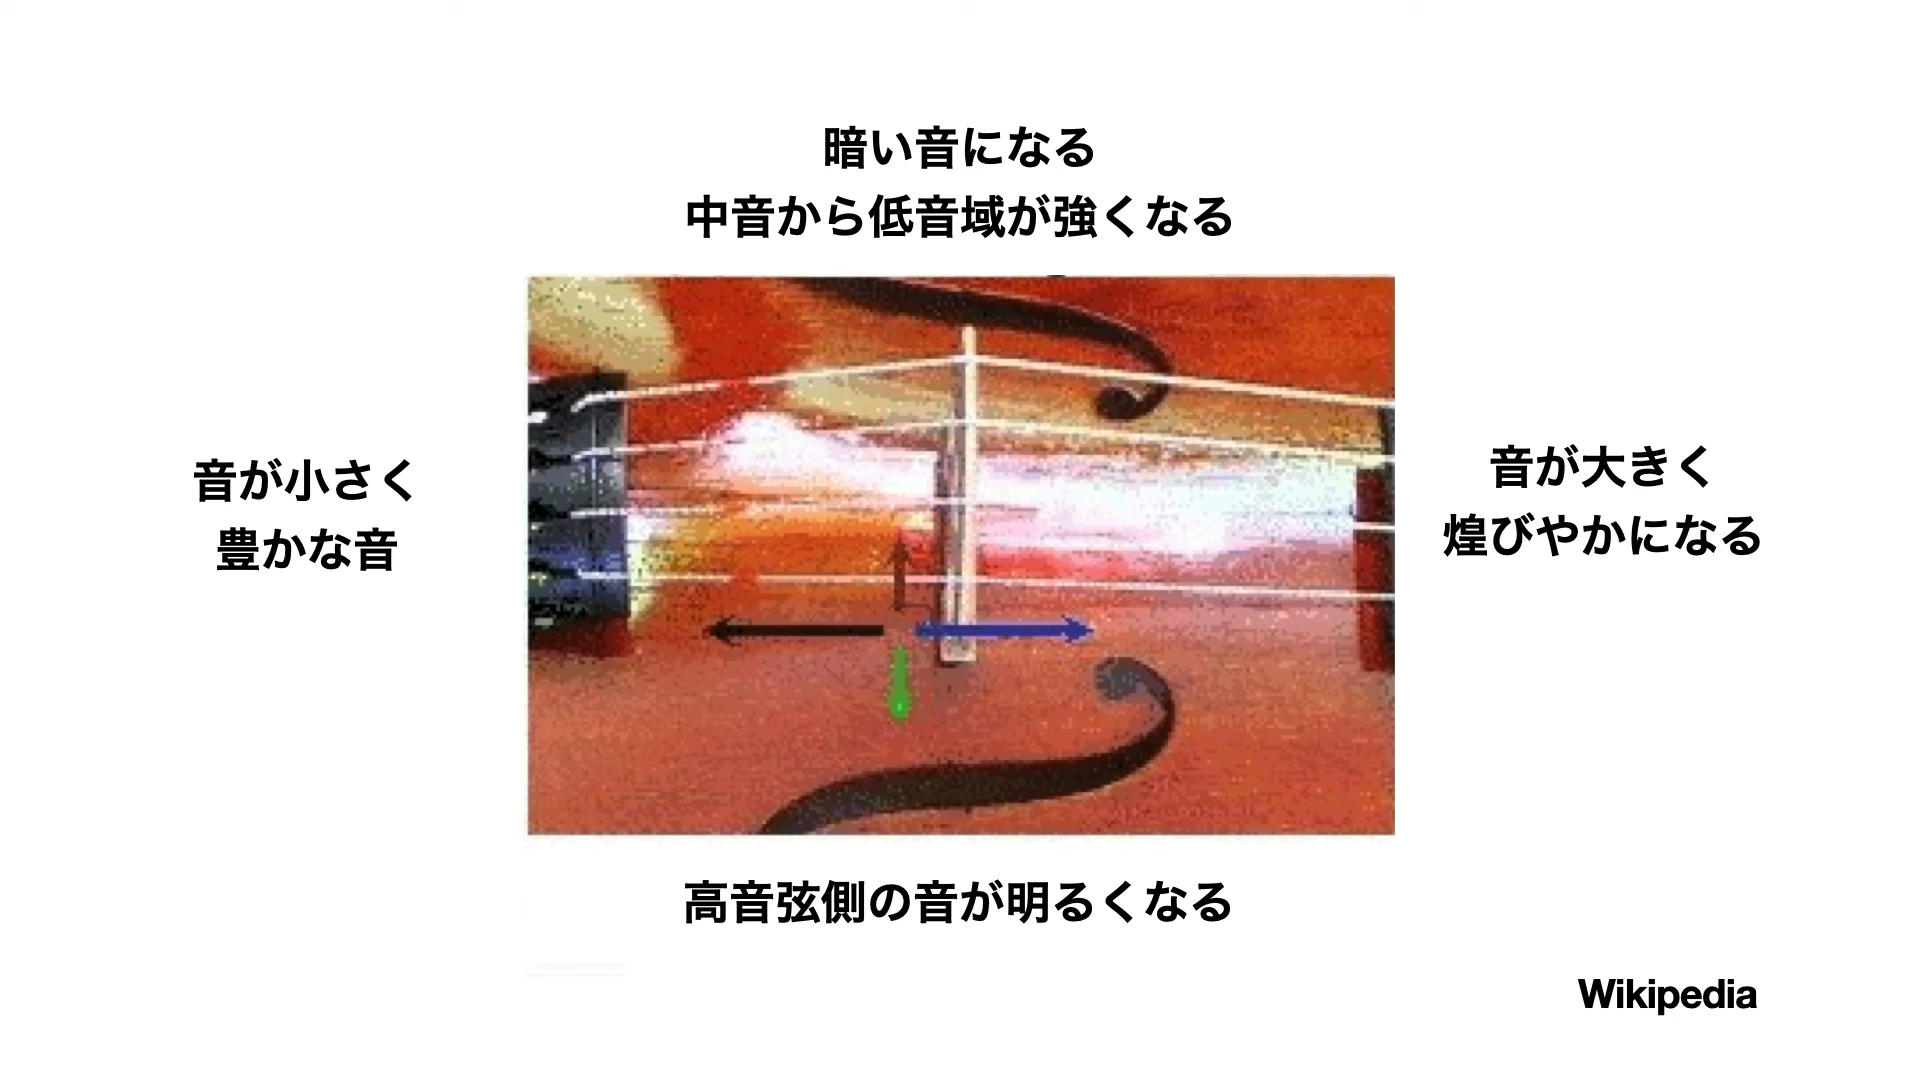 暗い音になる
中音から低音域が強くなる
音が小さく
豊かな音
音が大きく
煌びやかになる
高音弦側の音が明るくなる
Wikipedia